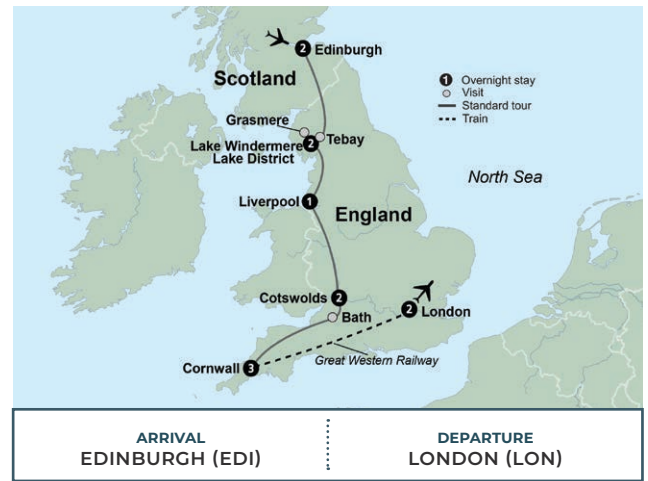 2 Edinburgh
Scotland
1 Overnight stay
Visit
Standard tour
Train
Grasmere
Tebay
Lake Windermere 2
Lake District
North Sea
Liverpool 1
England
Cotswolds 2
2 London
Bath
Great Western Railway
Cornwall 3
ARRIVAL
EDINBURGH (EDI)
DEPARTURE
LONDON (LON)